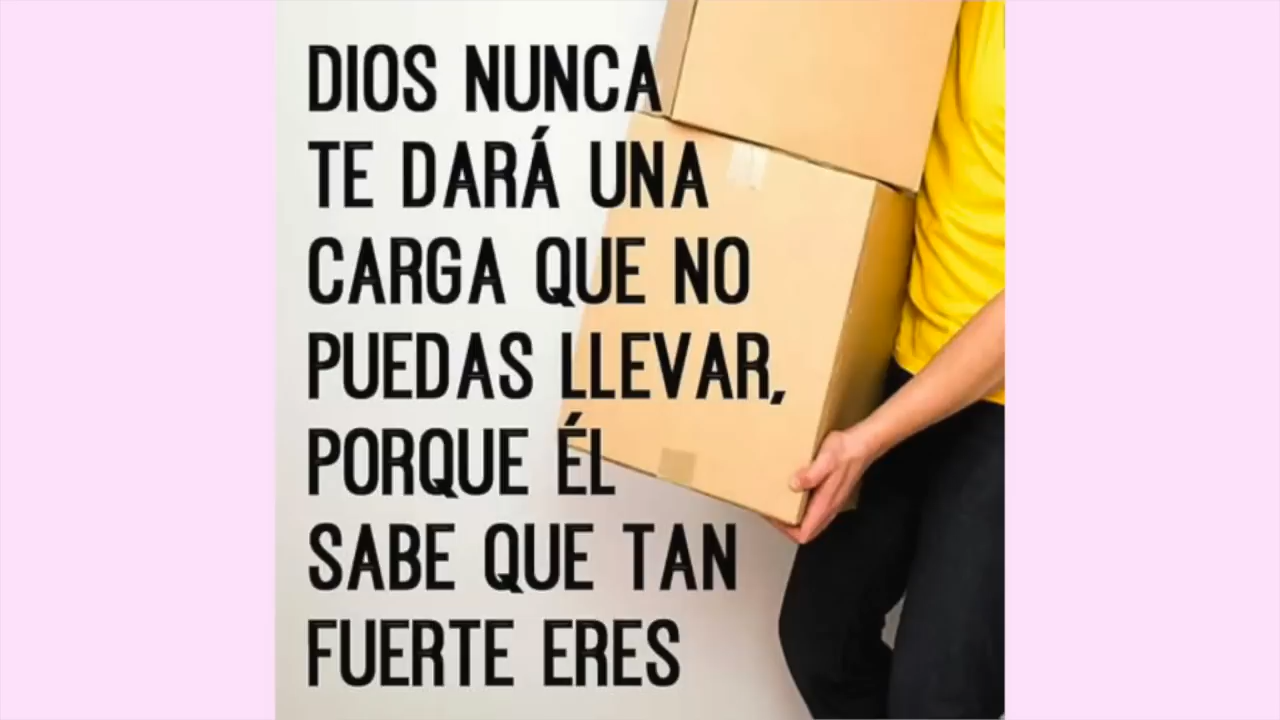 DIOS NUNCA
TE DARÁ UNA
CARGA QUE NO
PUEDAS LLEVAR,
PORQUE ÉL
SABE QUE TAN
FUERTE ERES